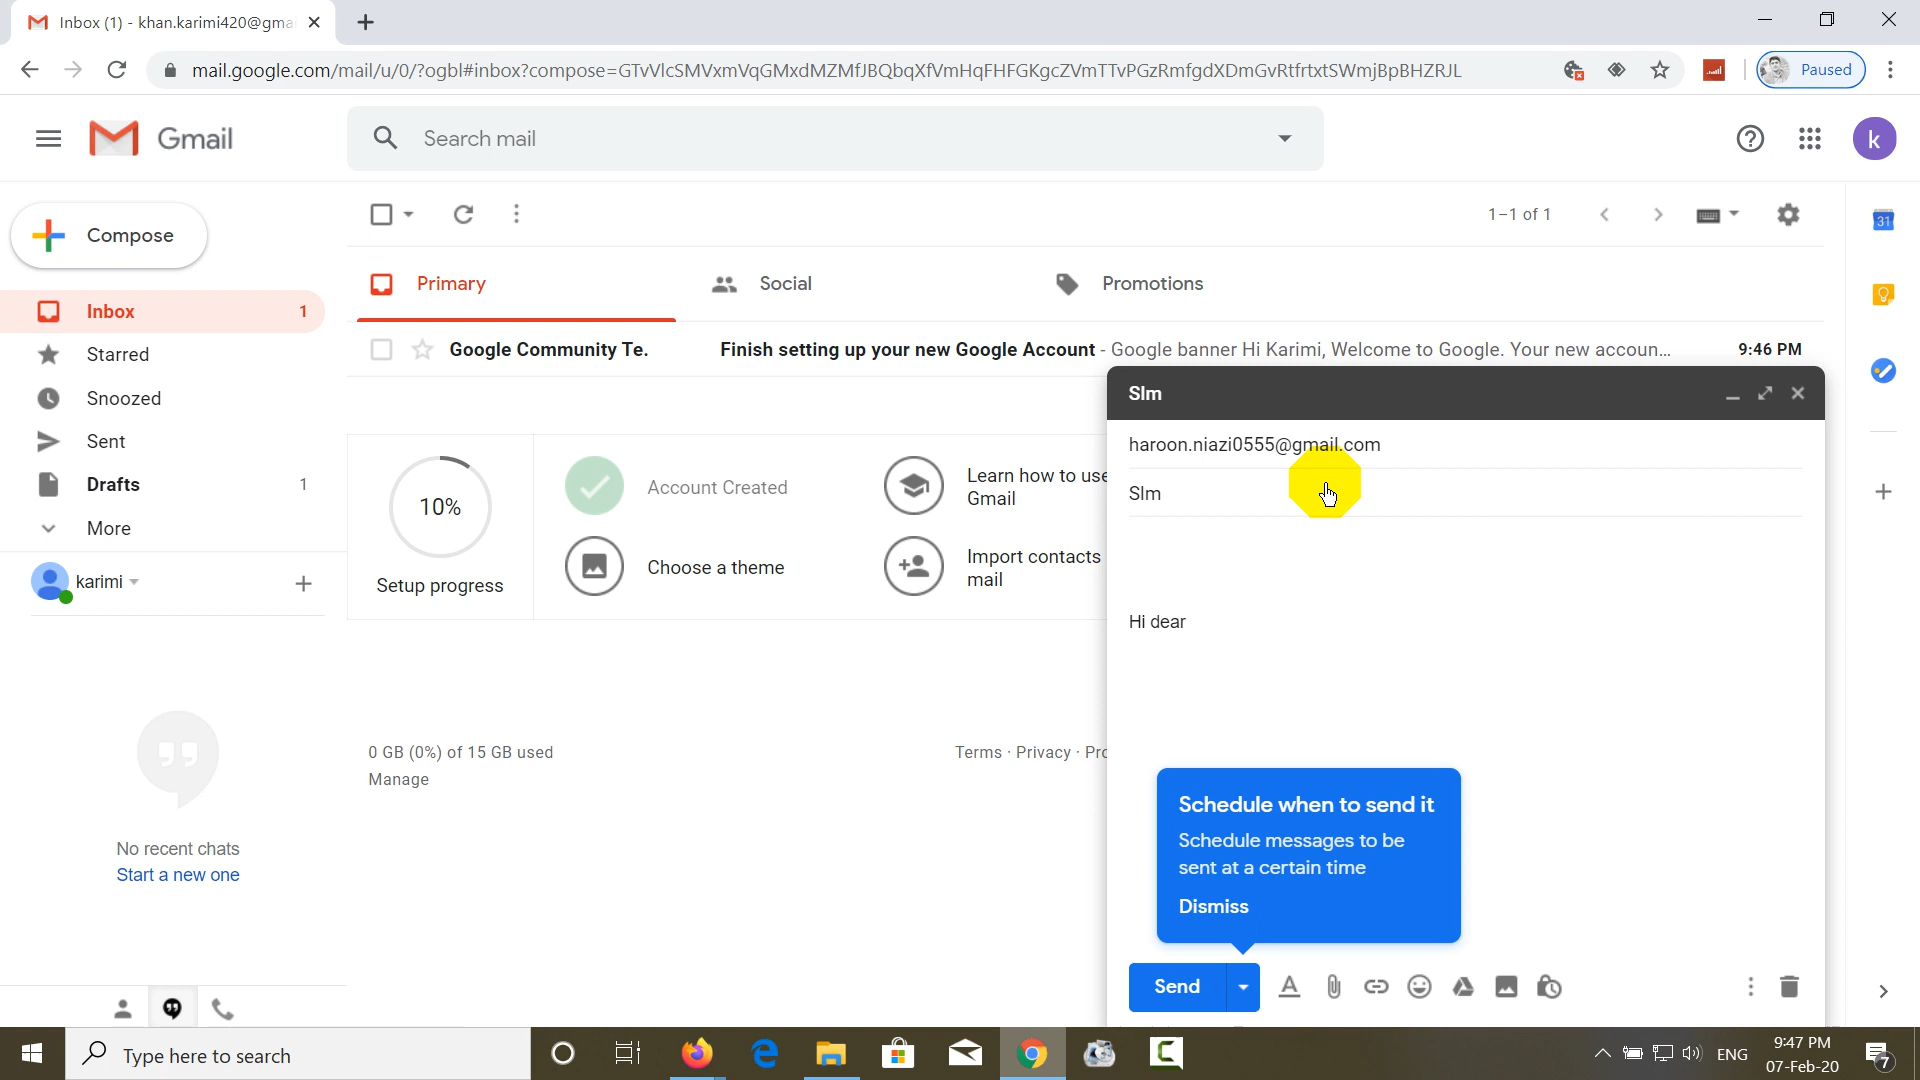 Inbox (1) - khan.karimi420@gma
mail.google.com/mail/u/0/?ogbl#inbox?compose=GTvVlcSMVxmVqGMxdMZMfJBQbqXfVmHqFHFGKgcZVmTTvPGzRmfgdXDmGvRtfrtxtSWmjBpBHZRJL
Paused
Gmail
Search mail
k
Compose
1–1 of 1
31
Primary
Social
Promotions
Inbox 1
Starred
Snoozed
Sent
Drafts 1
More
Google Community Te. Finish setting up your new Google Account - Google banner Hi Karimi, Welcome to Google. Your new accoun... 9:46 PM
10%
Setup progress
Account Created
Learn how to use
Gmail
Choose a theme
Import contacts
mail
karimi
0 GB (0%) of 15 GB used
Manage
Terms · Privacy · Pro
No recent chats
Start a new one
Slm
haroon.niazi0555@gmail.com
Slm
Hi dear
Schedule when to send it
Schedule messages to be
sent at a certain time
Dismiss
Send
Type here to search
ENG
9:47 PM
07-Feb-20
7